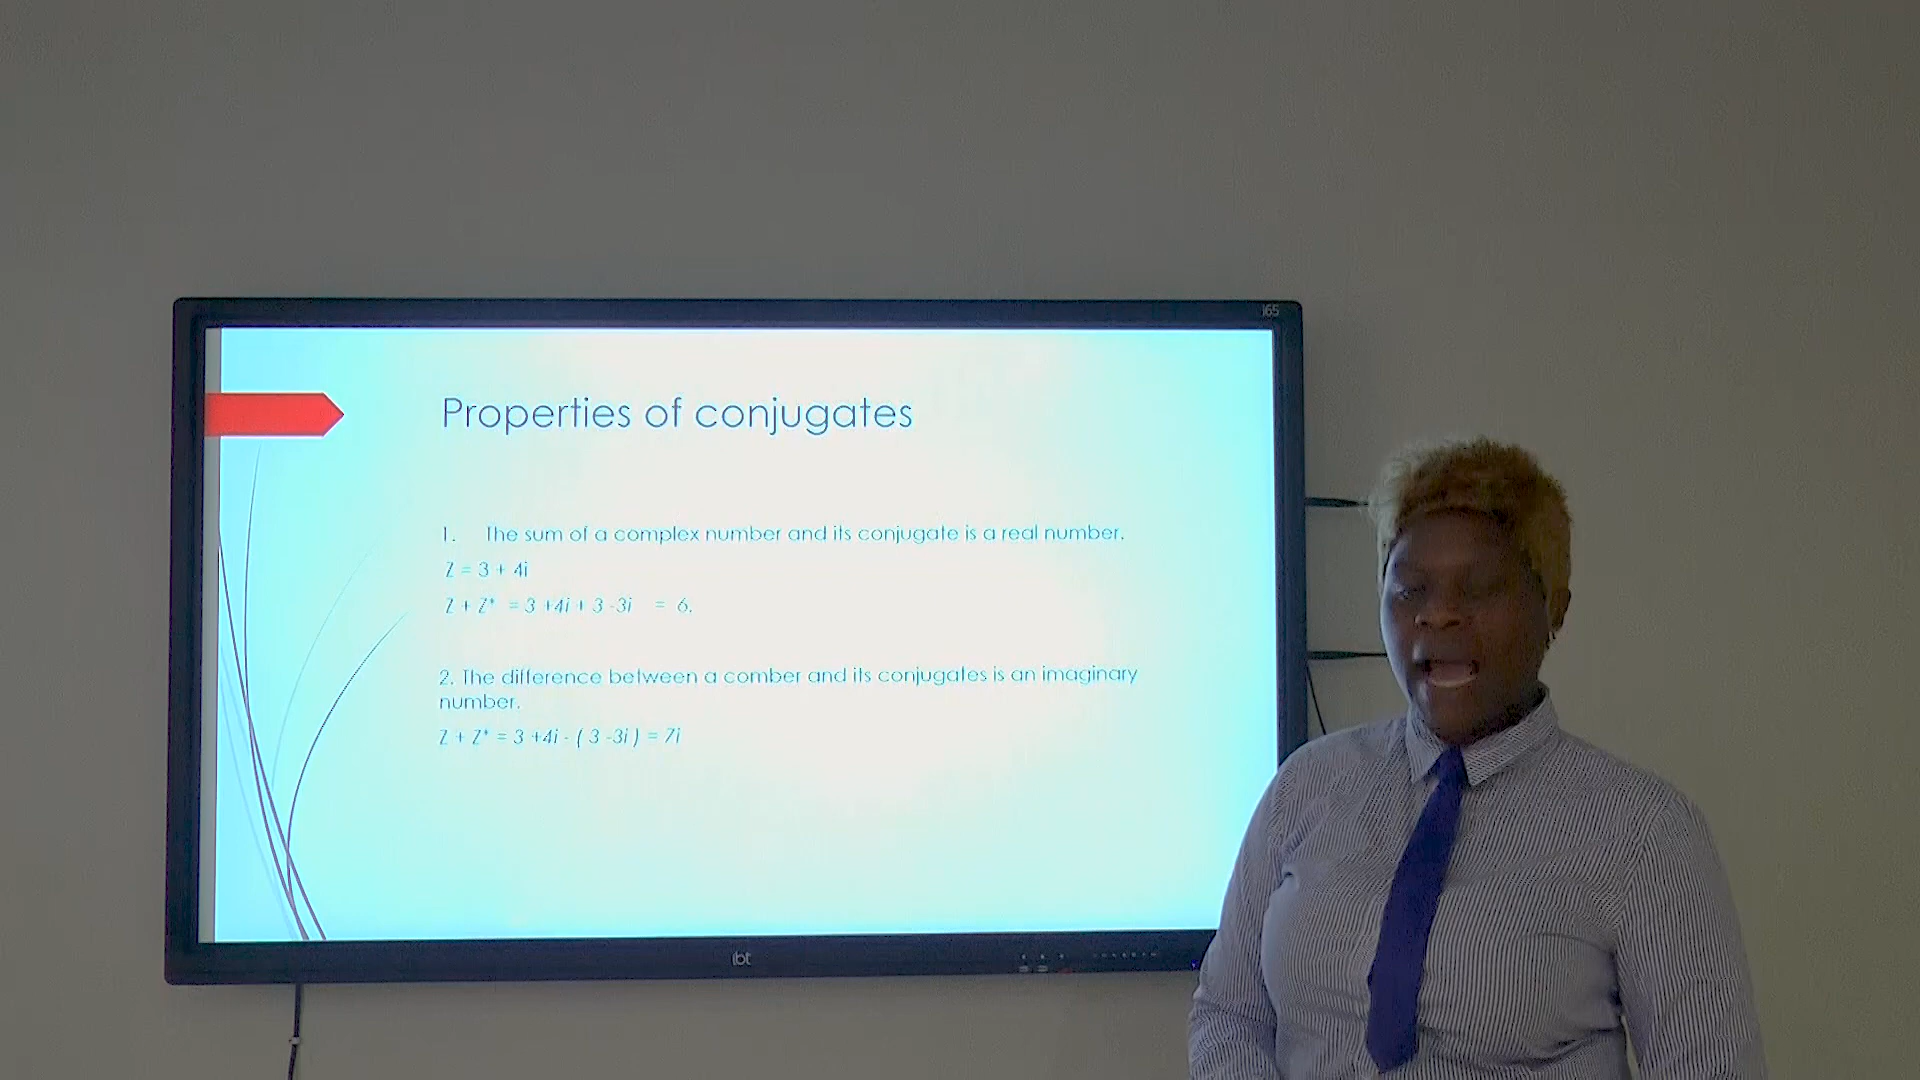 i65
Properties of conjugates
1. The sum of a complex number and its conjugate is a real number.
Z = 3 + 4i
Z + Z* = 3 +4i + 3 -3i = 6.
2. The difference between a comber and its conjugates is an imaginary
number.
Z + Z* = 3 +4i - ( 3 -3i ) = 7i
ibt